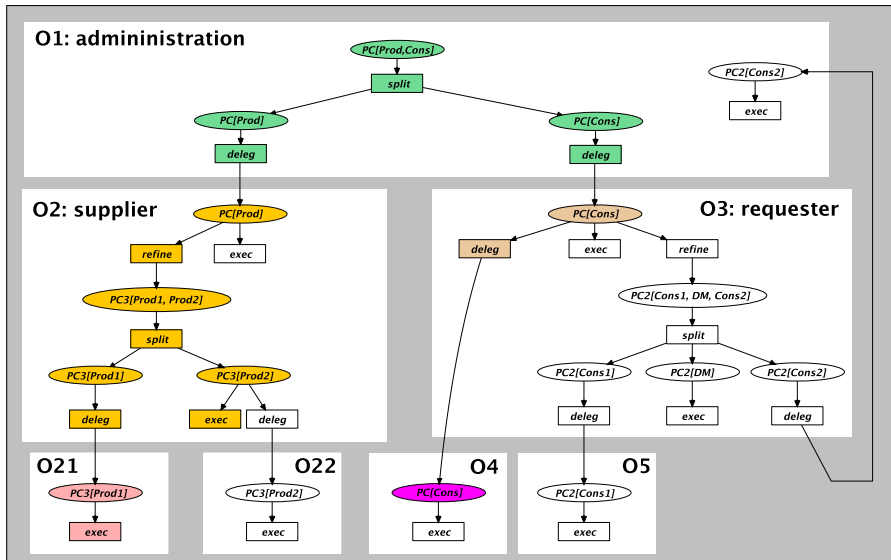 O1: admininistration
PC[Prod,Cons]
split
PC2[Cons2]
exec
PC[Prod]
PC[Cons]
deleg
deleg
O2: supplier
PC[Prod]
refine
exec
PC3[Prod1, Prod2]
split
PC3[Prod1]
PC3[Prod2]
deleg
exec
deleg
O3: requester
PC[Cons]
deleg
exec
refine
PC2[Cons1, DM, Cons2]
split
PC2[Cons1]
PC2[DM]
PC2[Cons2]
deleg
exec
deleg
O21
PC3[Prod1]
exec
O22
PC3[Prod2]
exec
O4
PC[Cons]
exec
O5
PC2[Cons1]
exec